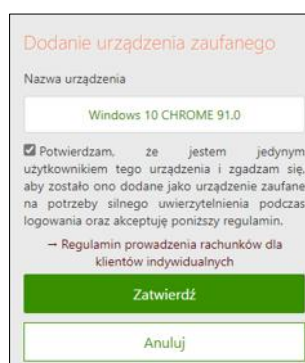 Dodanie urządzenia zaufanego
Nazwa urządzenia
Windows 10 CHROME 91.0
Potwierdzam, że jestem jedynym
użytkownikiem tego urządzenia i zgadzam się,
aby zostało ono dodane jako urządzenie zaufane
na potrzeby silnego uwierzytelnienia podczas
logowania oraz akceptuję poniższy regulamin.
→ Regulamin prowadzenia rachunków dla
klientów indywidualnych
Zatwierdź
Anuluj